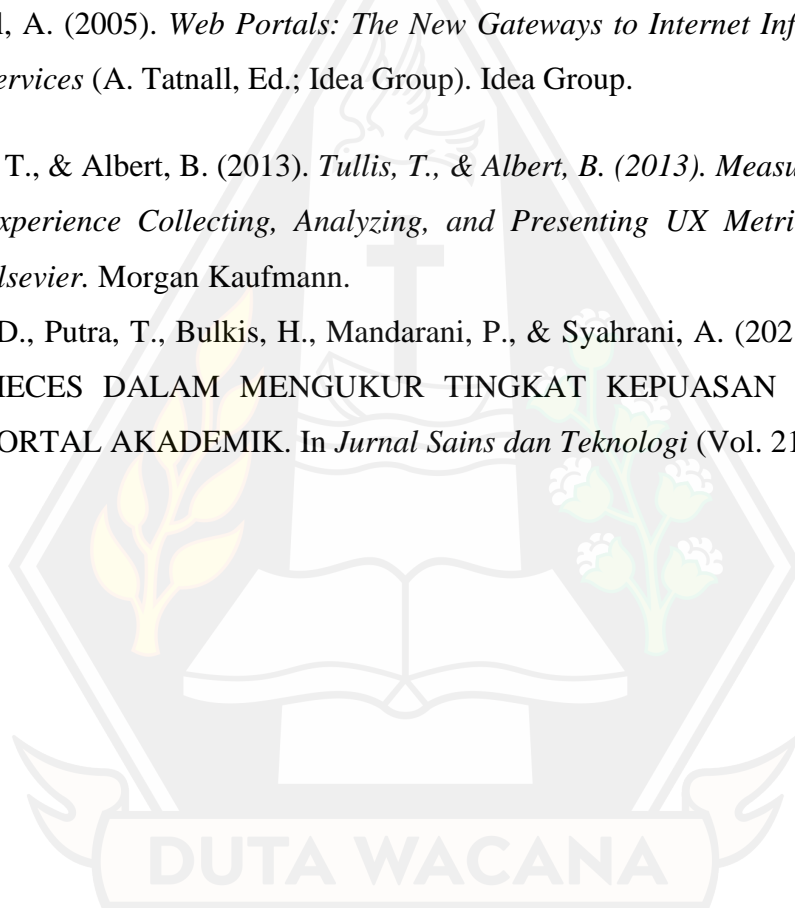 l, A. (2005). Web Portals: The New Gateways to Internet Inf
ervices (A. Tatnall, Ed.; Idea Group). Idea Group.
T., & Albert, B. (2013). Tullis, T., & Albert, B. (2013). Measu
xperience Collecting, Analyzing, and Presenting UX Metri
lsevier. Morgan Kaufmann.
D., Putra, T., Bulkis, H., Mandarani, P., & Syahrani, A. (202
IECES DALAM MENGUKUR TINGKAT KEPUASAN
ORTAL AKADEMIK. In Jurnal Sains dan Teknologi (Vol. 21
DUTA WACANA